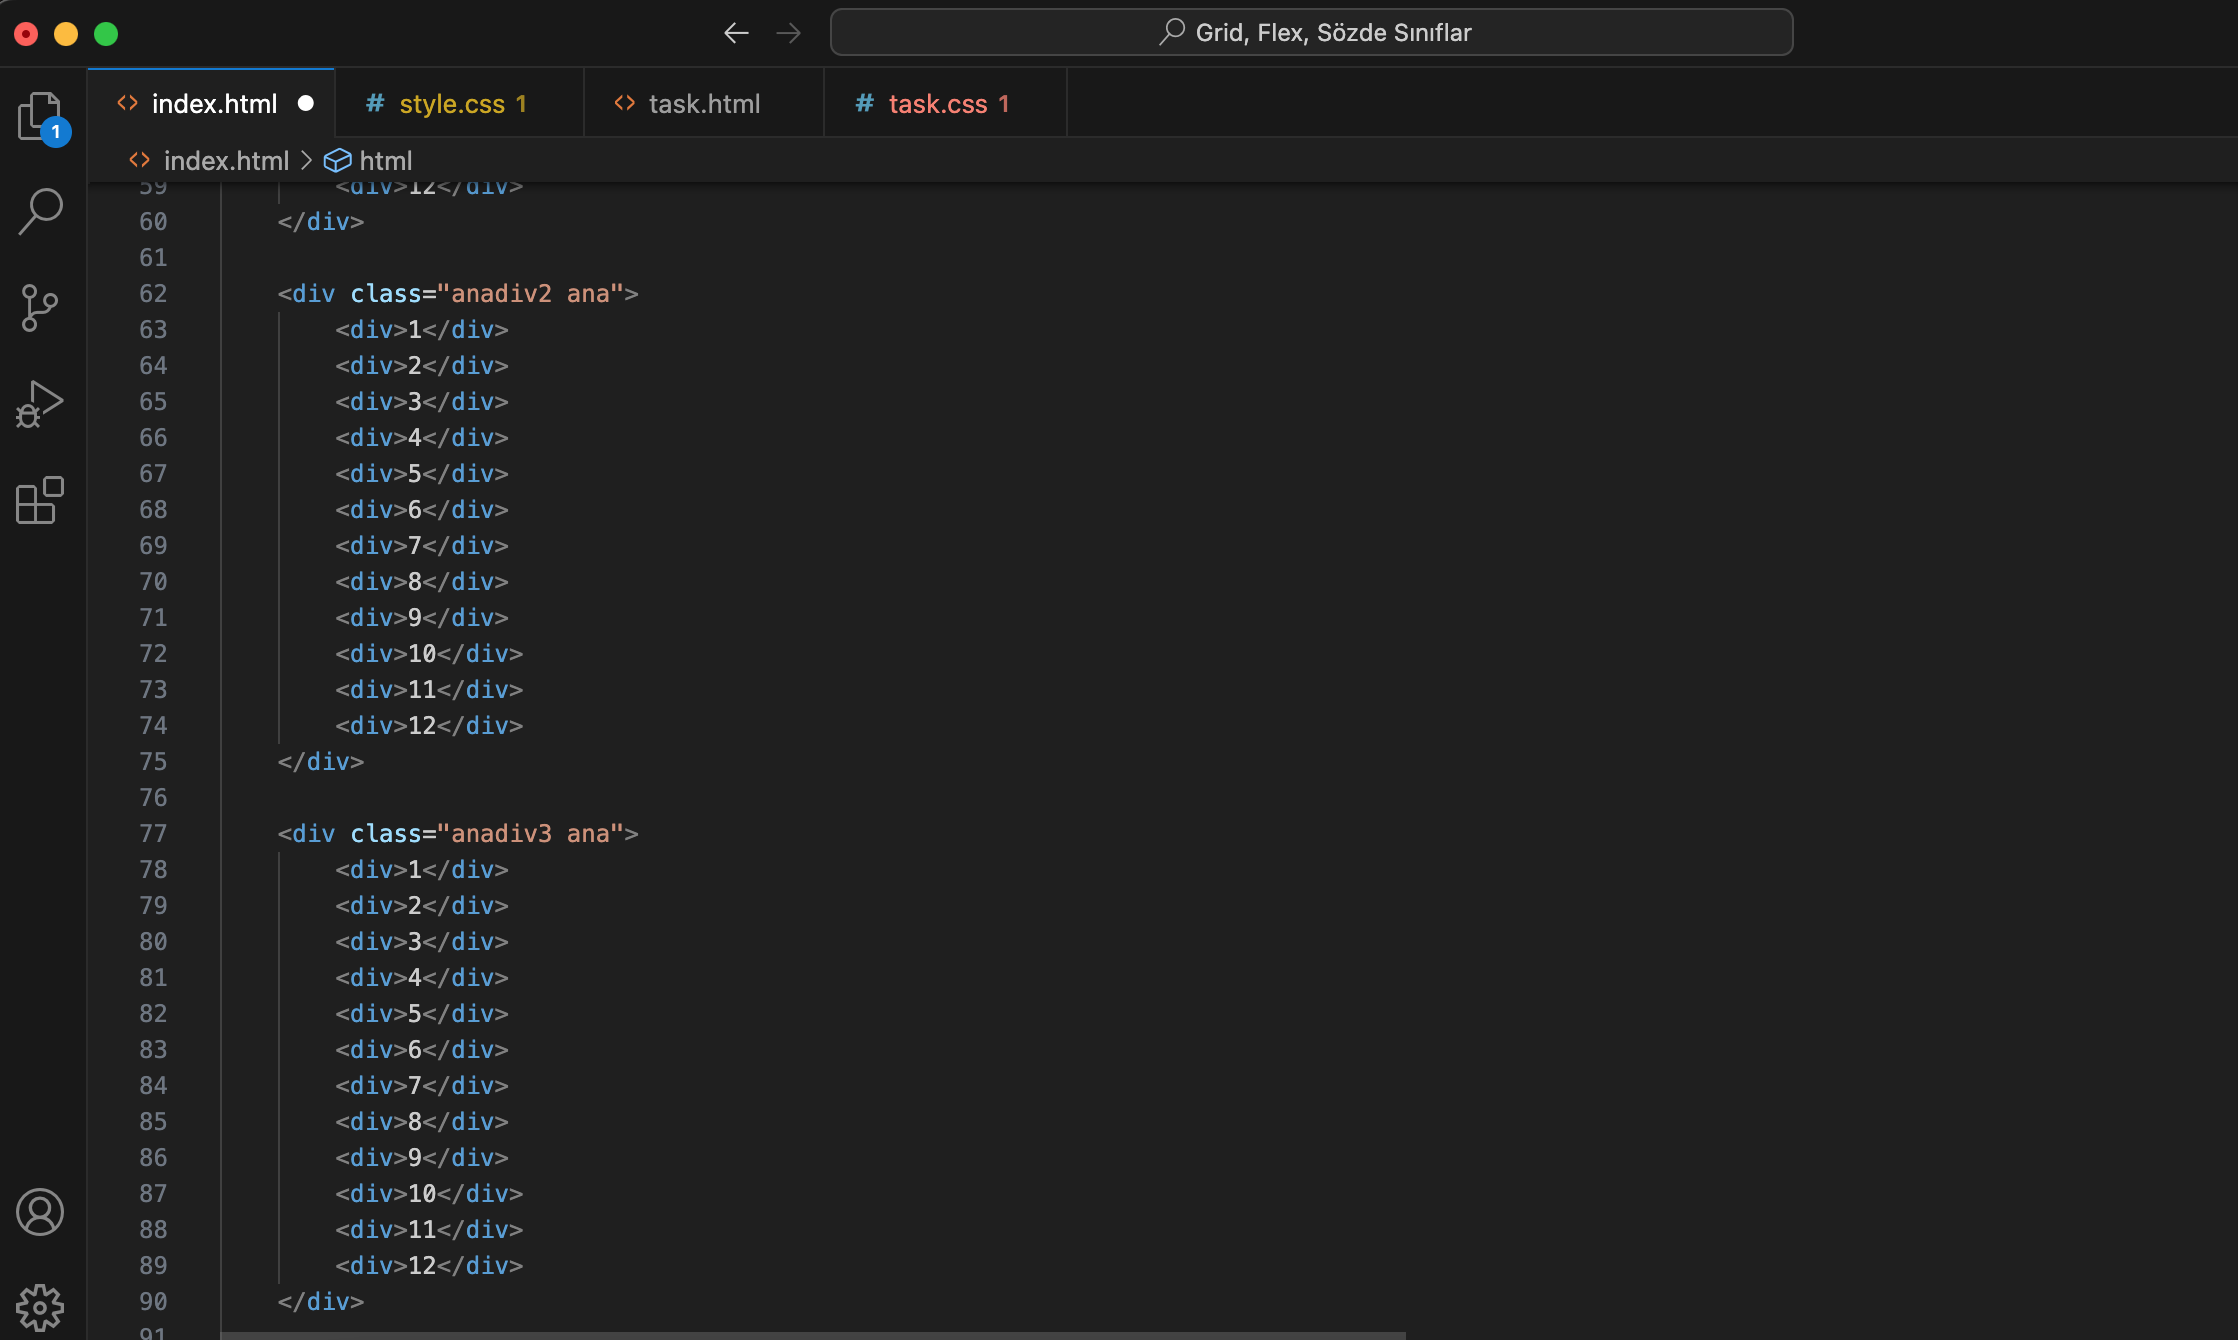 Grid, Flex, Sözde Sınıflar
index.html
style.css 1
task.html
task.css 1
1
index.html > html
59 <div>12</div>
60 </div>
61
62 <div class="anadiv2 ana">
63 <div>1</div>
64 <div>2</div>
65 <div>3</div>
66 <div>4</div>
67 <div>5</div>
68 <div>6</div>
69 <div>7</div>
70 <div>8</div>
71 <div>9</div>
72 <div>10</div>
73 <div>11</div>
74 <div>12</div>
75 </div>
76
77 <div class="anadiv3 ana">
78 <div>1</div>
79 <div>2</div>
80 <div>3</div>
81 <div>4</div>
82 <div>5</div>
83 <div>6</div>
84 <div>7</div>
85 <div>8</div>
86 <div>9</div>
87 <div>10</div>
88 <div>11</div>
89 <div>12</div>
90 </div>
91